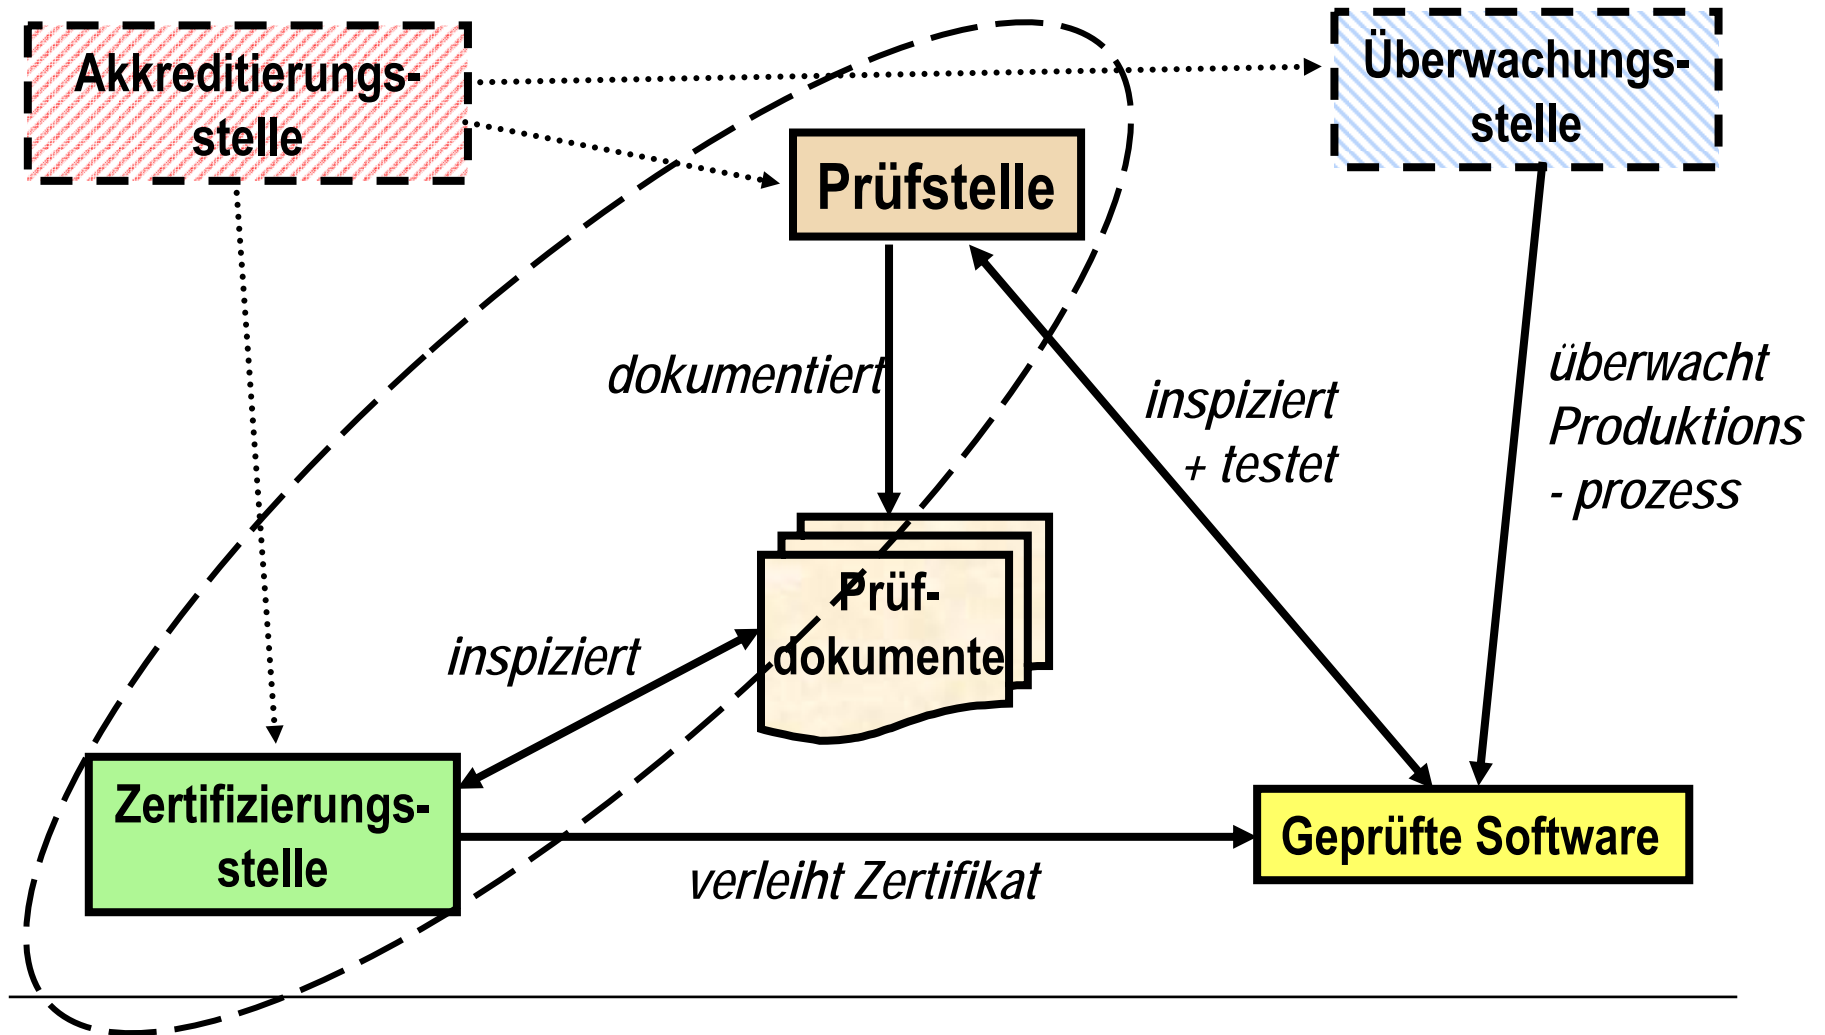 Akkreditierungs-
stelle
Überwachungs-
stelle
Prüfstelle
dokumentiert
inspiziert
+ testet
überwacht
Produktions
- prozess
Prüf-
dokumente
inspiziert
Zertifizierungs-
stelle
verleiht Zertifikat
Geprüfte Software